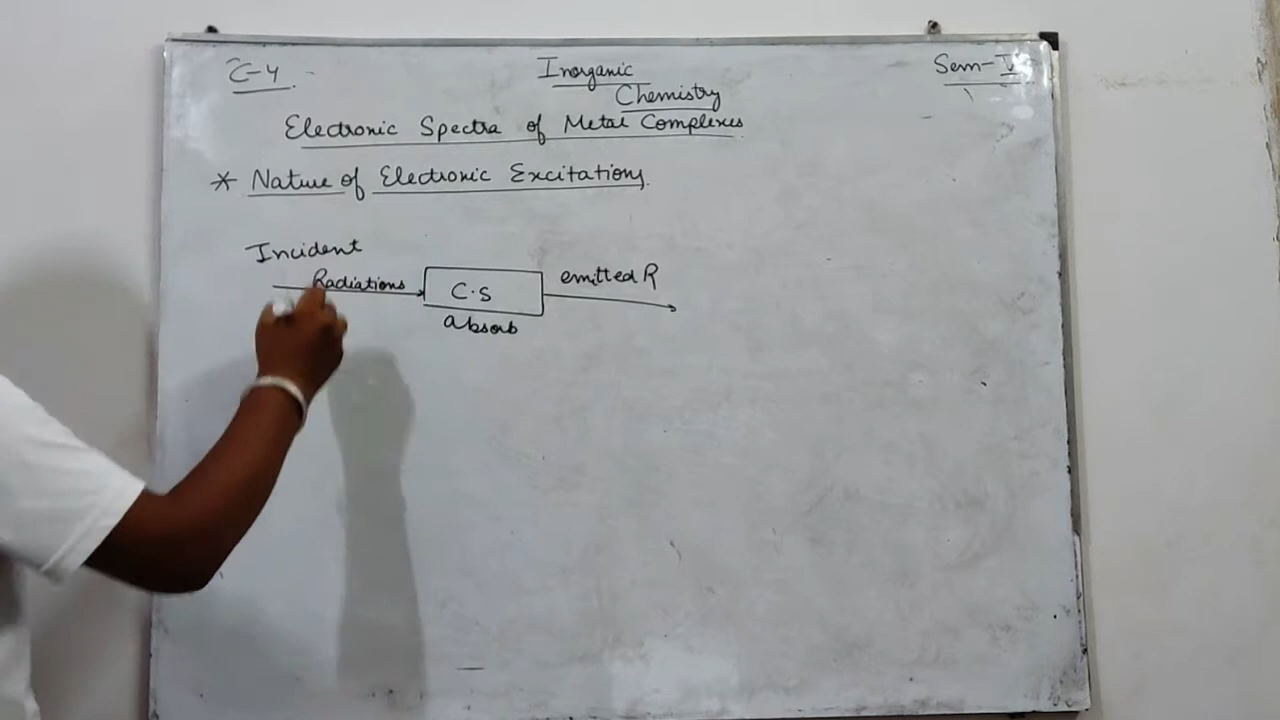 C-4
Inorganic
Chemistry
Sem-V
Electronic Spectra of Metal Complexes
* Nature of Electronic Excitations
Incident
Radiations
C.S
absorb
emitted R